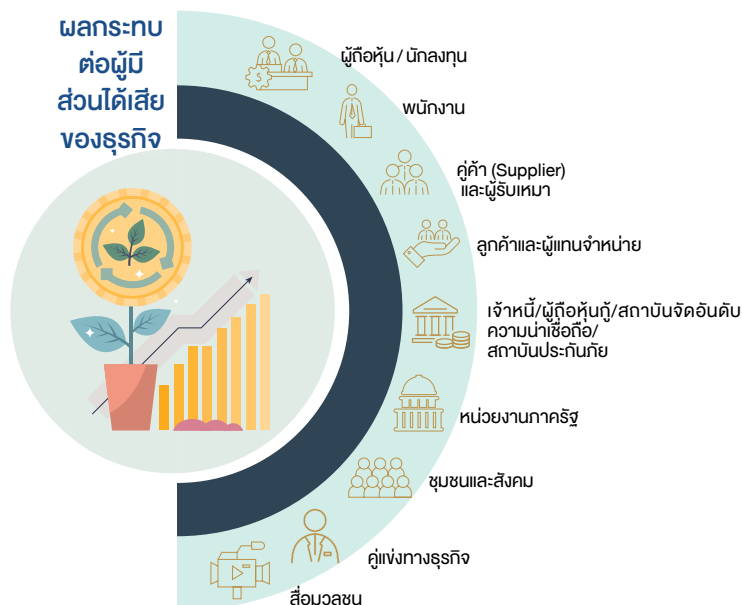 ผลกระทบ
ต่อผู้มี
ส่วนได้เสีย
ของธุรกิจ
ผู้ถือหุ้น / นักลงทุน
พนักงาน
คู่ค้า (Supplier)
และผู้รับเหมา
ลูกค้าและผู้แทนจำหน่าย
เจ้าหนี้/ผู้ถือหุ้นกู้/สถาบันจัดอันดับ
ความน่าเชื่อถือ/
สถาบันประกันภัย
หน่วยงานภาครัฐ
ชุมชนและสังคม
คู่แข่งทางธุรกิจ
สื่อมวลชน